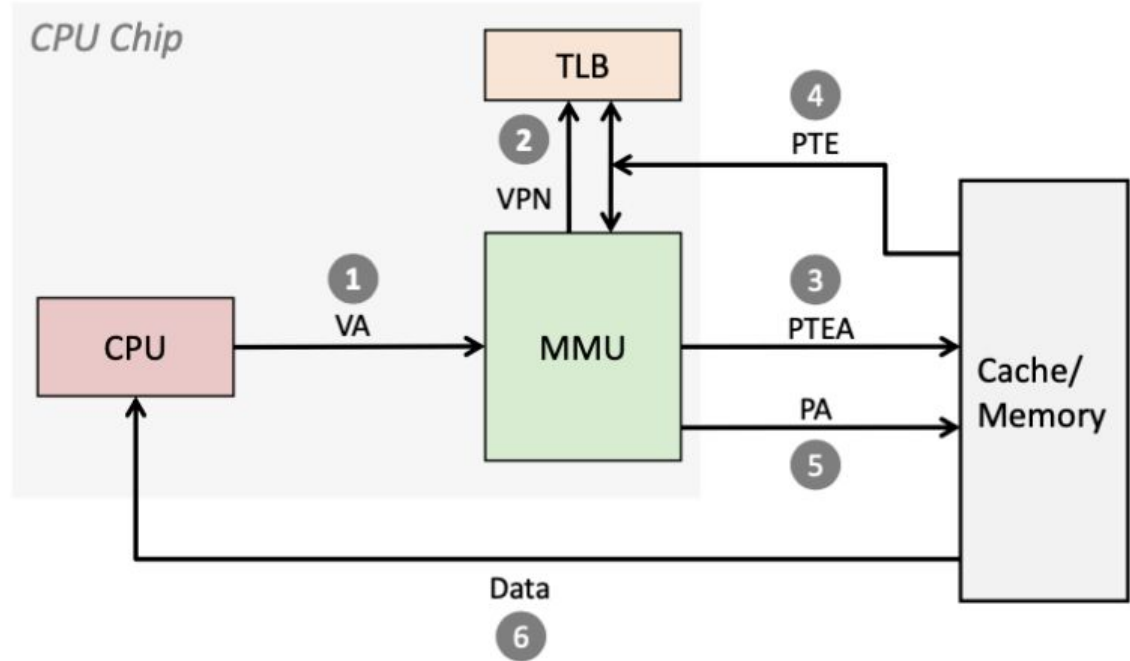 CPU Chip
TLB
4
PTE
2
VPN
1
VA
3
PTEA
CPU
MMU
Cache/
Memory
PA
5
Data
6